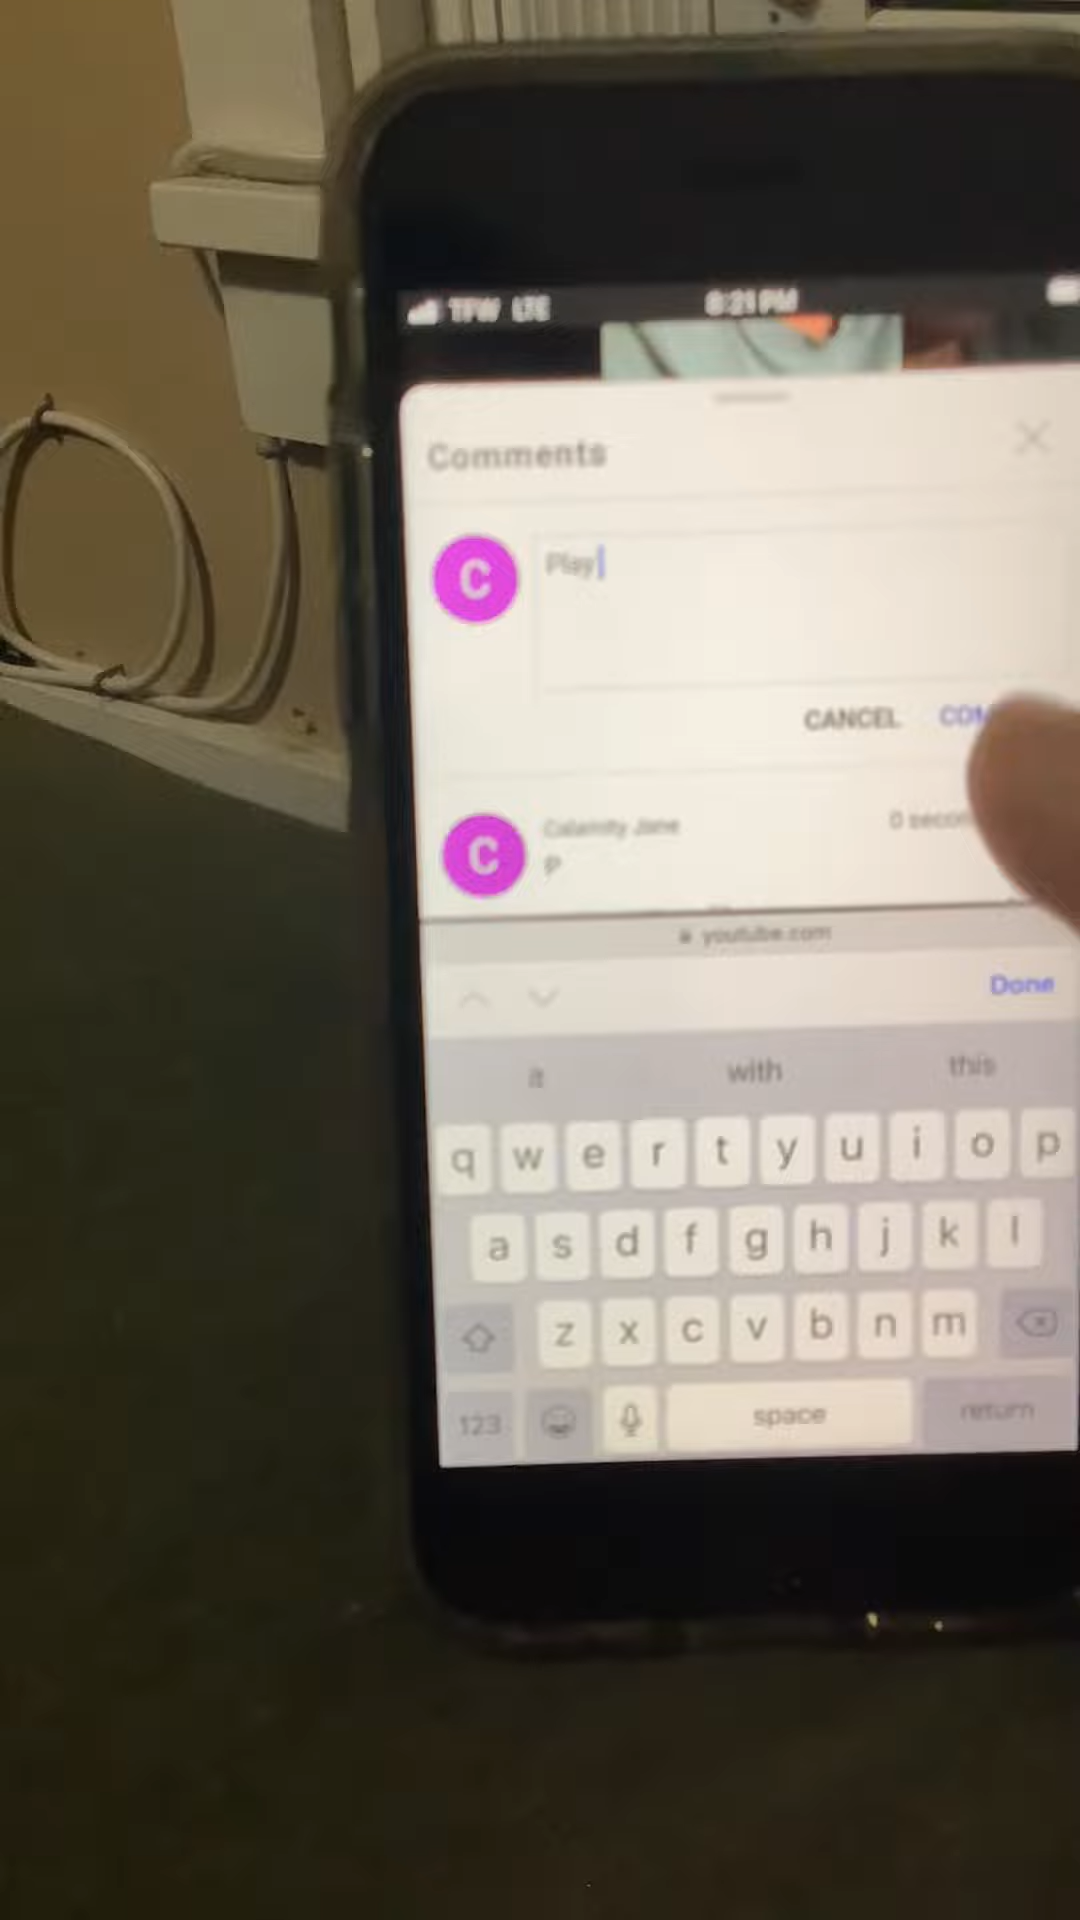 TFW LTE 8:21 PM
Comments
C
Play
CANCEL COM
C
Calamity Jane
0 secon
P
youtube.com
Done
it with this
q w e r t y u i o p
a s d f g h j k l
z x c v b n m
123 space return